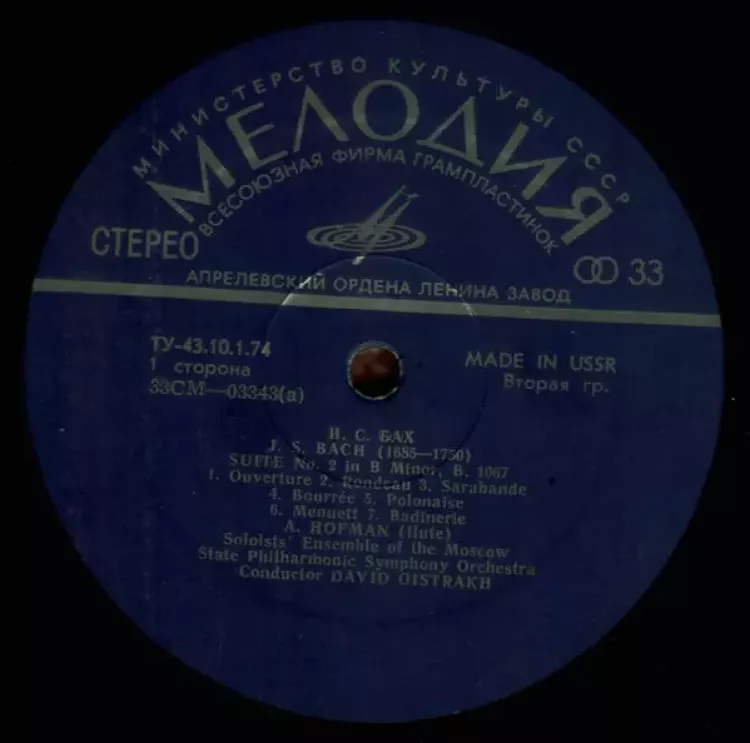 МИНИСТЕРСТВО КУЛЬТУРЫ СССР
МЕЛОДИЯ
ВСЕСОЮЗНАЯ ФИРМА ГРАМПЛАСТИНОК
СТЕРЕО
33
АПРЕЛЕВСКИЙ ОРДЕНА ЛЕНИНА ЗАВОД
ТУ-43.10.1.74
1 сторона
33СМ—03343(а)
MADE IN USSR
Вторая гр.
И. С. БАХ
J. S. BACH (1685—1750)
SUITE No. 2 in B Minor, B. 1067
1. Ouverture 2. Rondeau 3. Sarabande
4. Bourrée 5. Polonaise
6. Menuett 7. Badinerie
A. HOFMAN (flute)
Soloists' Ensemble of the Moscow
State Philharmonic Symphony Orchestra
Conductor DAVID OISTRAKH